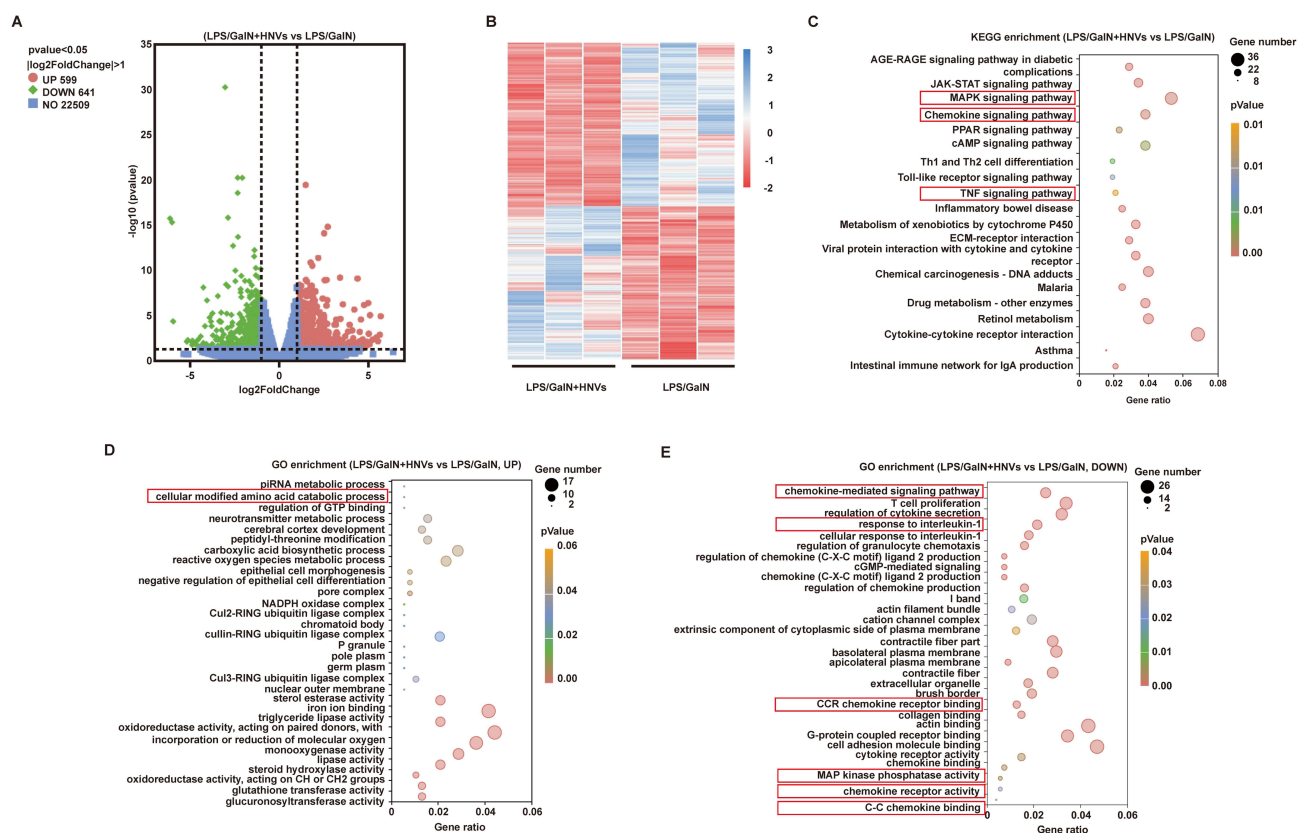 A
(LPS/GalN+HNVs vs LPS/GalN)
pvalue<0.05
|log2FoldChange|>1
UP 599
DOWN 641
NO 22509
35
30
25
20
15
10
5
0
-log10 (pvalue)
-5
0
5
log2FoldChange
B
3
2
1
0
-1
-2
LPS/GalN+HNVs
LPS/GalN
C
KEGG enrichment (LPS/GalN+HNVs vs LPS/GalN)
AGE-RAGE signaling pathway in diabetic
complications
JAK-STAT signaling pathway
MAPK signaling pathway
Chemokine signaling pathway
PPAR signaling pathway
cAMP signaling pathway
Th1 and Th2 cell differentiation
Toll-like receptor signaling pathway
TNF signaling pathway
Inflammatory bowel disease
Metabolism of xenobiotics by cytochrome P450
ECM-receptor interaction
Viral protein interaction with cytokine and cytokine
receptor
Chemical carcinogenesis - DNA adducts
Malaria
Drug metabolism - other enzymes
Retinol metabolism
Cytokine-cytokine receptor interaction
Asthma
Intestinal immune network for IgA production
0.00
0.02
0.04
0.06
0.08
Gene ratio
Gene number
36
22
8
pValue
0.01
0.01
0.01
0.00
D
GO enrichment (LPS/GalN+HNVs vs LPS/GalN, UP)
piRNA metabolic process
cellular modified amino acid catabolic process
regulation of GTP binding
neurotransmitter metabolic process
cerebral cortex development
peptidyl-threonine modification
carboxylic acid biosynthetic process
reactive oxygen species metabolic process
epithelial cell morphogenesis
negative regulation of epithelial cell differentiation
pore complex
NADPH oxidase complex
Cul2-RING ubiquitin ligase complex
chromatoid body
cullin-RING ubiquitin ligase complex
P granule
pole plasm
germ plasm
Cul3-RING ubiquitin ligase complex
nuclear outer membrane
sterol esterase activity
iron ion binding
triglyceride lipase activity
oxidoreductase activity, acting on paired donors, with
incorporation or reduction of molecular oxygen
monooxygenase activity
lipase activity
steroid hydroxylase activity
oxidoreductase activity, acting on CH or CH2 groups
glutathione transferase activity
glucuronosyltransferase activity
0.00
0.02
0.04
0.06
Gene ratio
Gene number
17
10
2
pValue
0.06
0.04
0.02
0.00
E
GO enrichment (LPS/GalN+HNVs vs LPS/GalN, DOWN)
chemokine-mediated signaling pathway
T cell proliferation
regulation of cytokine secretion
response to interleukin-1
cellular response to interleukin-1
regulation of granulocyte chemotaxis
regulation of chemokine (C-X-C motif) ligand 2 production
cGMP-mediated signaling
chemokine (C-X-C motif) ligand 2 production
regulation of chemokine production
I band
actin filament bundle
cation channel complex
extrinsic component of cytoplasmic side of plasma membrane
contractile fiber part
basolateral plasma membrane
apicolateral plasma membrane
contractile fiber
extracellular organelle
brush border
CCR chemokine receptor binding
collagen binding
actin binding
G-protein coupled receptor binding
cell adhesion molecule binding
cytokine receptor activity
chemokine binding
MAP kinase phosphatase activity
chemokine receptor activity
C-C chemokine binding
0.00
0.02
0.04
0.06
Gene ratio
Gene number
26
14
2
pValue
0.04
0.03
0.02
0.01
0.00